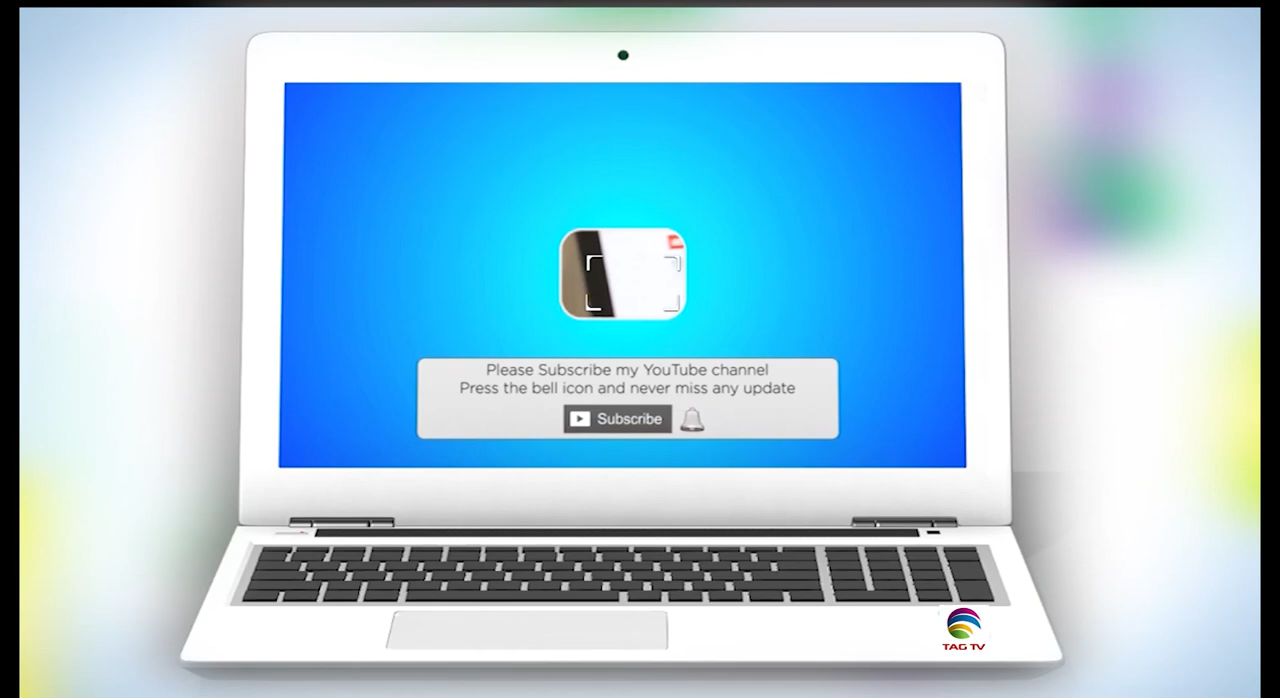 Please Subscribe my YouTube channel
Press the bell icon and never miss any update
Subscribe
TAG TV